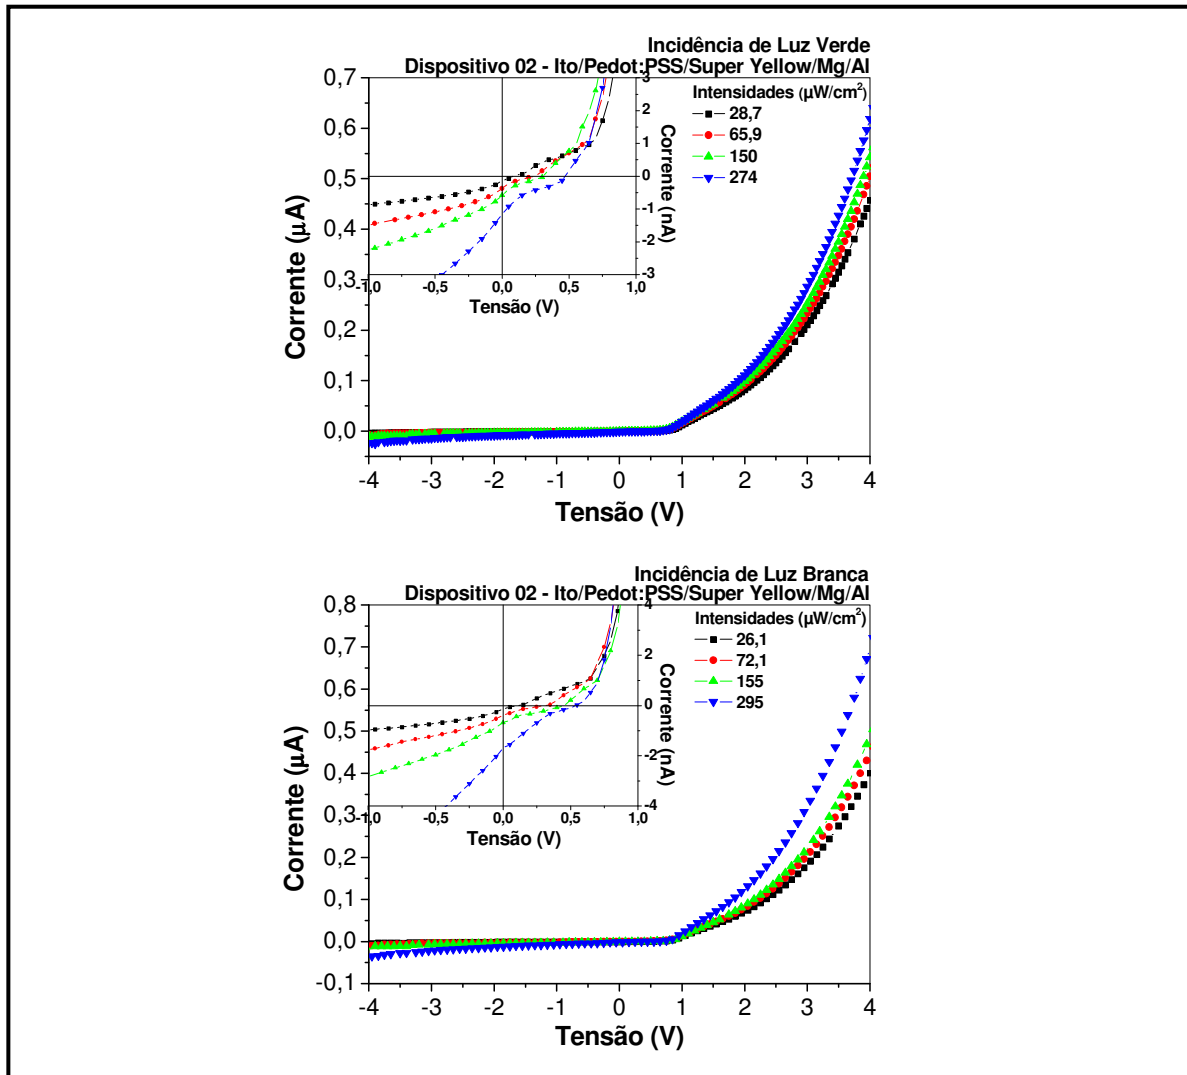 Incidência de Luz Verde
Dispositivo 02 - Ito/Pedot:PSS/Super Yellow/Mg/Al
Intensidades (µW/cm²)
28,7
65,9
150
274
Corrente (µA)
0,7
0,6
0,5
0,4
0,3
0,2
0,1
0,0
-4 -3 -2 -1 0 1 2 3 4
Tensão (V)
Corrente (nA)
3
2
1
0
-1
-2
-3
-1,0 -0,5 0,0 0,5 1,0
Tensão (V)
Incidência de Luz Branca
Dispositivo 02 - Ito/Pedot:PSS/Super Yellow/Mg/Al
Intensidades (µW/cm²)
26,1
72,1
155
295
Corrente (µA)
0,8
0,7
0,6
0,5
0,4
0,3
0,2
0,1
0,0
-0,1
-4 -3 -2 -1 0 1 2 3 4
Tensão (V)
Corrente (nA)
4
2
0
-2
-4
-1,0 -0,5 0,0 0,5 1,0
Tensão (V)